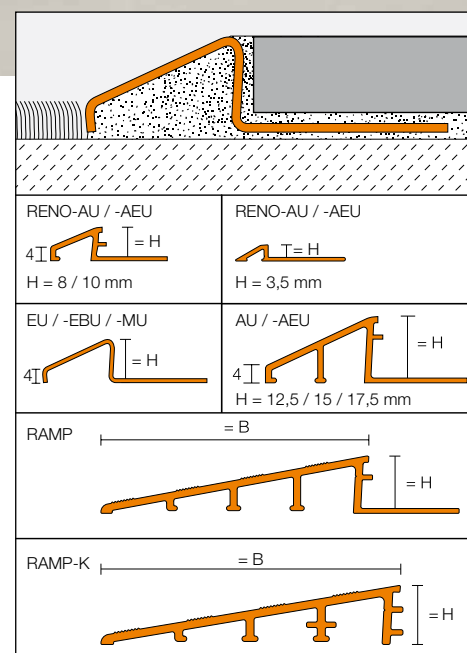 RENO-AU / -AEU
4
= H
H = 8 / 10 mm
RENO-AU / -AEU
= H
H = 3,5 mm
EU / -EBU / -MU
4
= H
AU / -AEU
4
= H
H = 12,5 / 15 / 17,5 mm
RAMP
= B
= H
RAMP-K
= B
= H